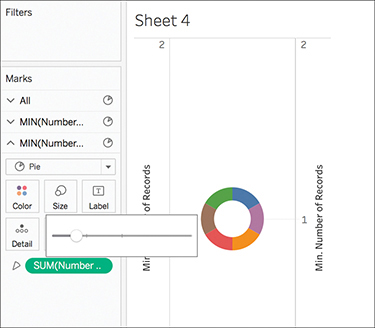 Filters
Sheet 4
2
2
Marks
All
MIN(Number...
MIN(Number...
Pie
Color
Size
Label
Detail
SUM(Number ..
of Records
1
Min. Number of Records